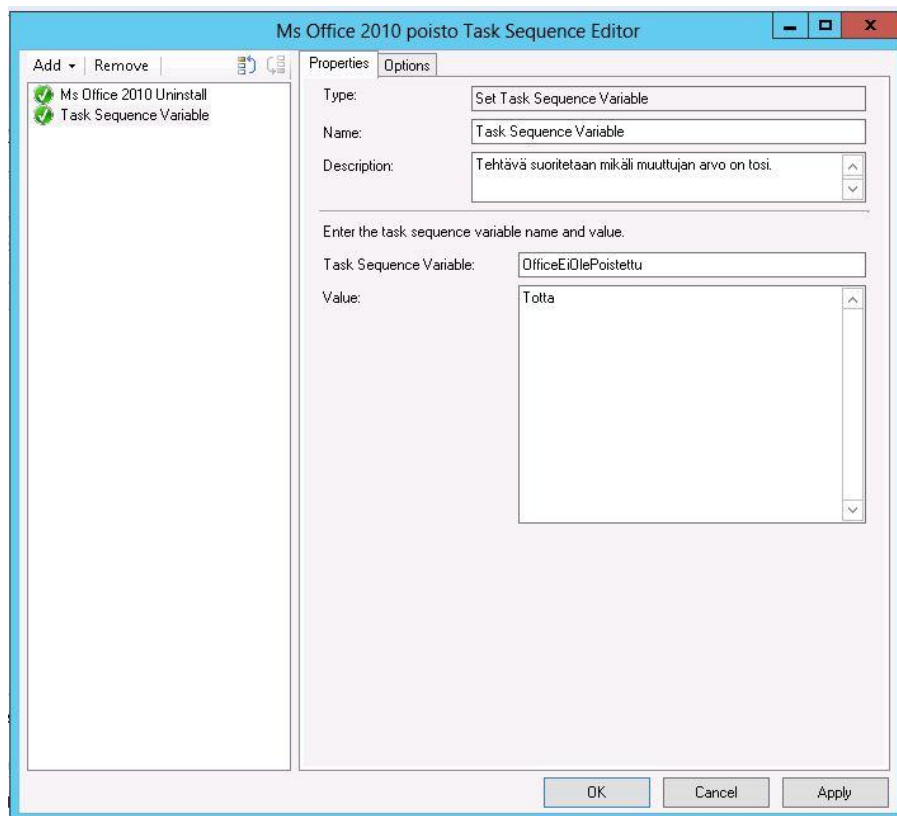 Ms Office 2010 poisto Task Sequence Editor
Add
Remove
Ms Office 2010 Uninstall
Task Sequence Variable
Properties
Options
Type:
Set Task Sequence Variable
Name:
Task Sequence Variable
Description:
Tehtävä suoritetaan mikäli muuttujan arvo on tosi.
Enter the task sequence variable name and value.
Task Sequence Variable:
OfficeEiOlePoistettu
Value:
Totta
OK
Cancel
Apply